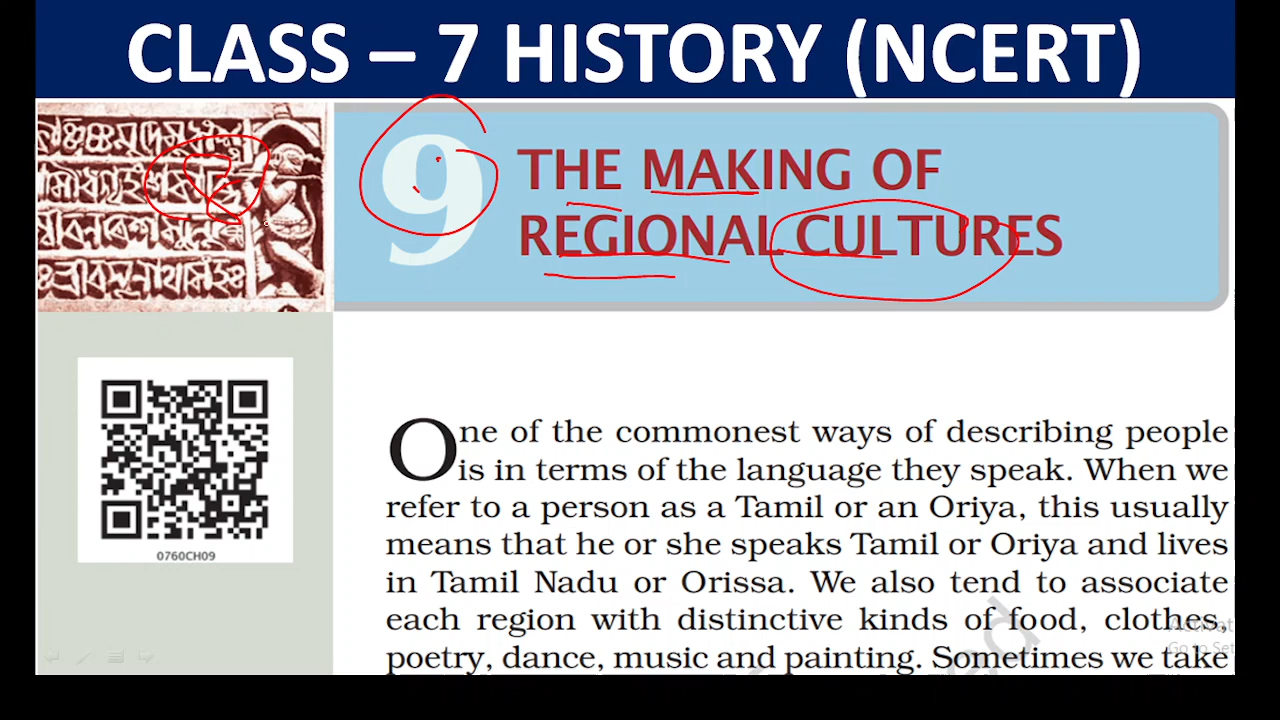 CLASS – 7 HISTORY (NCERT)
9
THE MAKING OF
REGIONAL CULTURES
0760CH09
One of the commonest ways of describing people
is in terms of the language they speak. When we
refer to a person as a Tamil or an Oriya, this usually
means that he or she speaks Tamil or Oriya and lives
in Tamil Nadu or Orissa. We also tend to associate
each region with distinctive kinds of food, clothes,
poetry, dance, music and painting. Sometimes we take